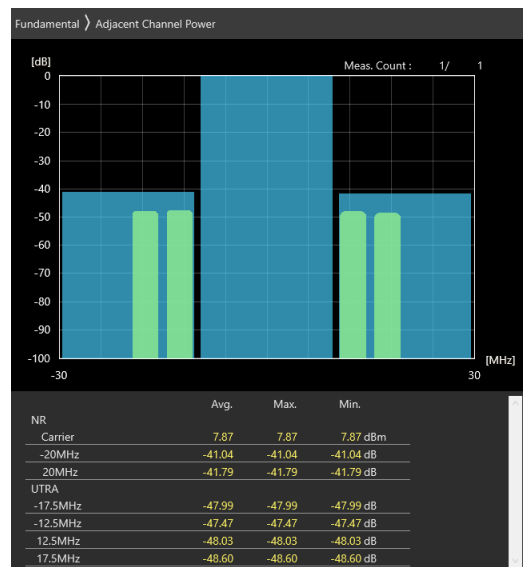 Fundamental 》 Adjacent Channel Power
[dB]
Meas. Count : 1/ 1
0
-10
-20
-30
-40
-50
-60
-70
-80
-90
-100
[MHz]
-30 30
Avg. Max. Min.
NR
Carrier 7.87 7.87 7.87 dBm
-20MHz -41.04 -41.04 -41.04 dB
20MHz -41.79 -41.79 -41.79 dB
UTRA
-17.5MHz -47.99 -47.99 -47.99 dB
-12.5MHz -47.47 -47.47 -47.47 dB
12.5MHz -48.03 -48.03 -48.03 dB
17.5MHz -48.60 -48.60 -48.60 dB